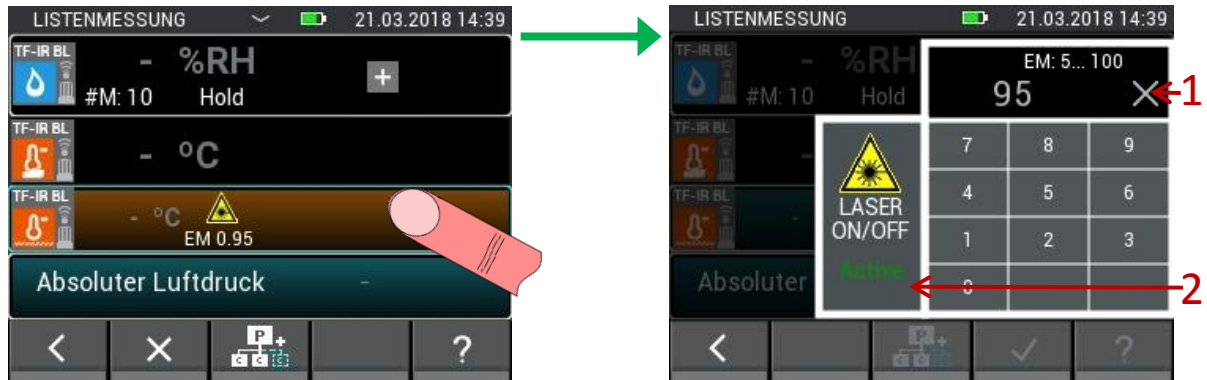 LISTENMESSUNG 21.03.2018 14:39
TF-IR BL
- %RH
#M: 10 Hold
TF-IR BL
- °C
TF-IR BL
- °C
EM 0.95
Absoluter Luftdruck -
P
C C C
?
LISTENMESSUNG 21.03.2018 14:39
TF-IR BL
- %RH
#M: 10 Hold
EM: 5... 100
95
1
TF-IR BL
-
TF-IR BL
-
LASER
ON/OFF
Active
7 8 9
4 5 6
1 2 3
0
2
Absoluter
P
C C
?